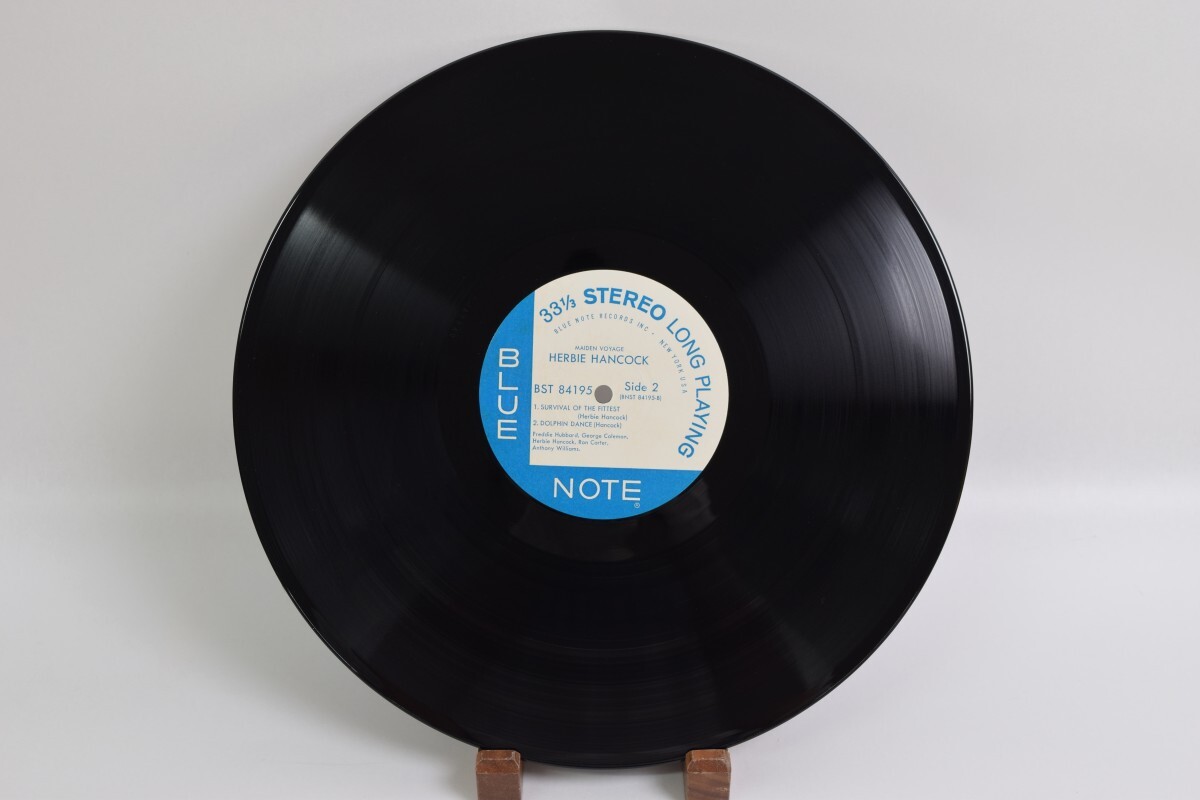 33⅓ STEREO LONG PLAYING
BLUE NOTE RECORDS INC · NEW YORK USA
MAIDEN VOYAGE
HERBIE HANCOCK
BST 84195
Side 2
(BNST 84195-B)
1. SURVIVAL OF THE FITTEST
(Herbie Hancock)
2. DOLPHIN DANCE (Hancock)
Freddie Hubbard, George Coleman,
Herbie Hancock, Ron Carter,
Anthony Williams.
BLUE
NOTE
®